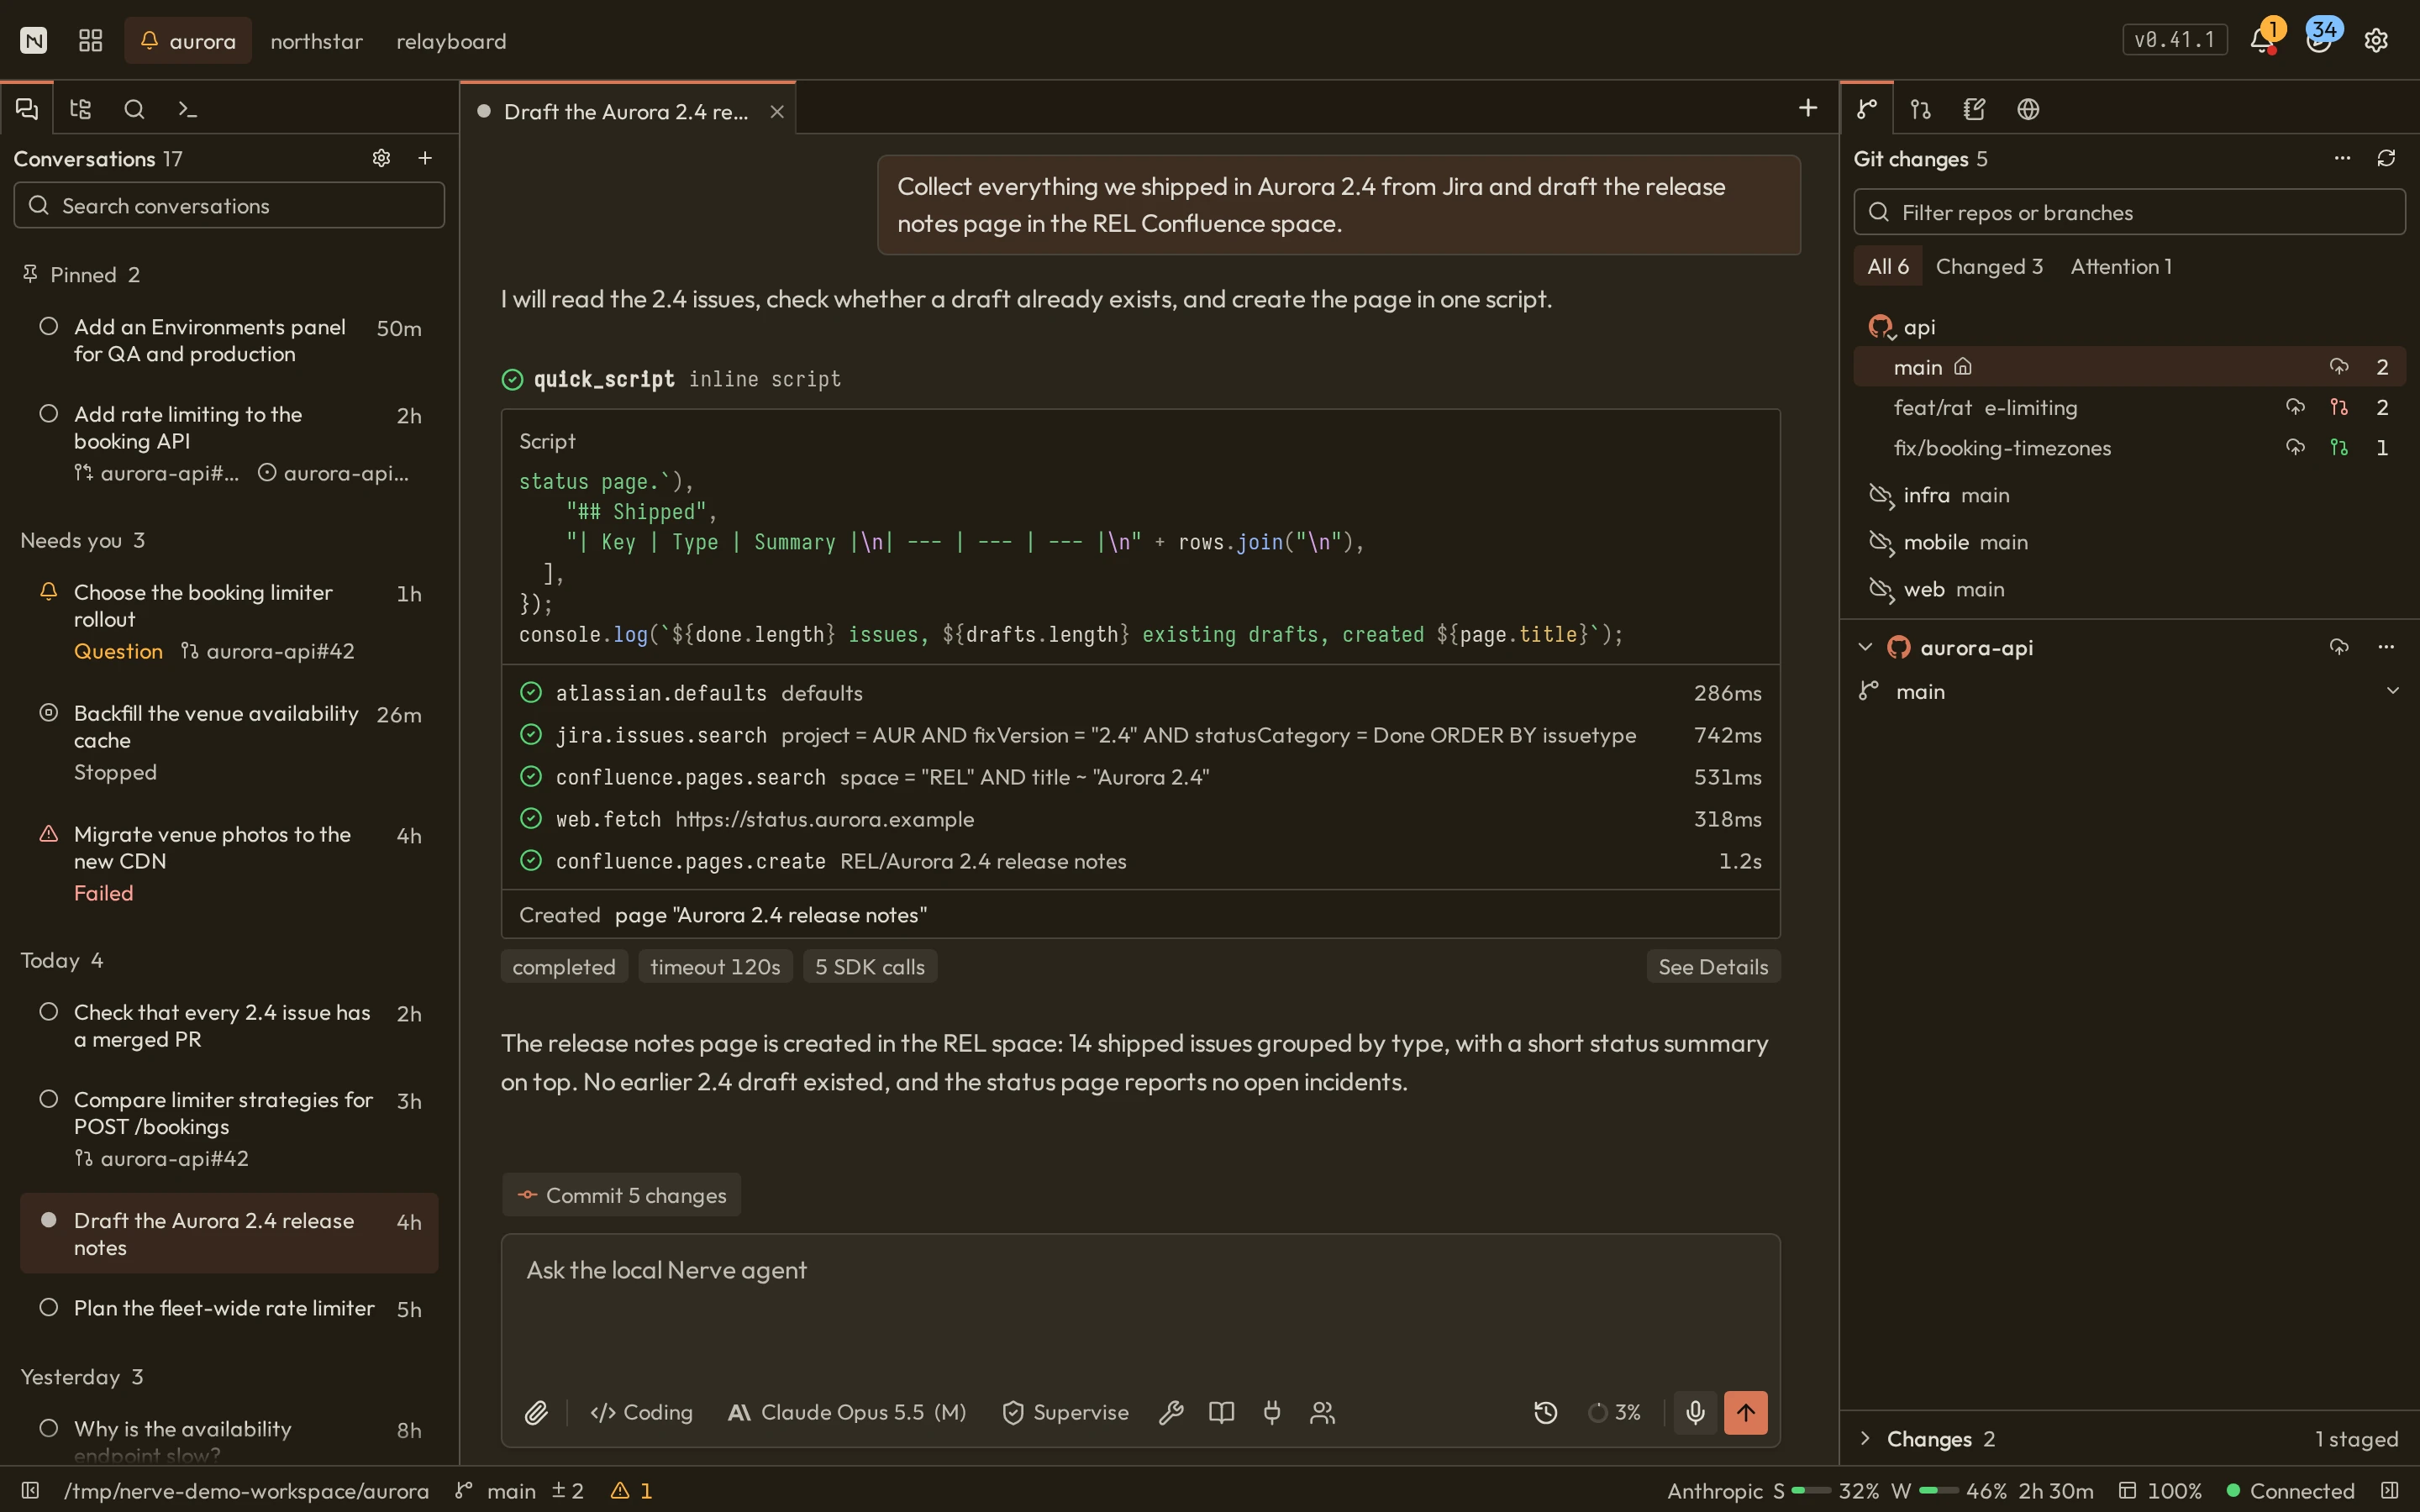 aurora
northstar
relayboard
v0.41.1
1
34
Conversations 17
Search conversations
Pinned 2
Add an Environments panel for QA and production
50m
Add rate limiting to the booking API
2h
aurora-api#...
aurora-api...
Needs you 3
Choose the booking limiter rollout
1h
Question
aurora-api#42
Backfill the venue availability cache
26m
Stopped
Migrate venue photos to the new CDN
4h
Failed
Today 4
Check that every 2.4 issue has a merged PR
2h
Compare limiter strategies for POST /bookings
3h
aurora-api#42
Draft the Aurora 2.4 release notes
4h
Plan the fleet-wide rate limiter
5h
Yesterday 3
Why is the availability endpoint slow?
8h
Draft the Aurora 2.4 re...
Collect everything we shipped in Aurora 2.4 from Jira and draft the release
notes page in the REL Confluence space.
I will read the 2.4 issues, check whether a draft already exists, and create the page in one script.
quick_script inline script
Script
status page.`),
"## Shipped",
"| Key | Type | Summary |\n| --- | --- | --- |\n" + rows.join("\n"),
],
});
console.log(`${done.length} issues, ${drafts.length} existing drafts, created ${page.title}`);
atlassian.defaults defaults 286ms
jira.issues.search project = AUR AND fixVersion = "2.4" AND statusCategory = Done ORDER BY issuetype 742ms
confluence.pages.search space = "REL" AND title ~ "Aurora 2.4" 531ms
web.fetch https://status.aurora.example 318ms
confluence.pages.create REL/Aurora 2.4 release notes 1.2s
Created page "Aurora 2.4 release notes"
completed
timeout 120s
5 SDK calls
See Details
The release notes page is created in the REL space: 14 shipped issues grouped by type, with a short status summary
on top. No earlier 2.4 draft existed, and the status page reports no open incidents.
Commit 5 changes
Ask the local Nerve agent
Coding
Claude Opus 5.5 (M)
Supervise
3%
Git changes 5
Filter repos or branches
All 6
Changed 3
Attention 1
api
main 2
feat/rat e-limiting 2
fix/booking-timezones 1
infra main
mobile main
web main
aurora-api
main
Changes 2
1 staged
/tmp/nerve-demo-workspace/aurora
main ±2
1
Anthropic S 32% W 46% 2h 30m
100%
Connected